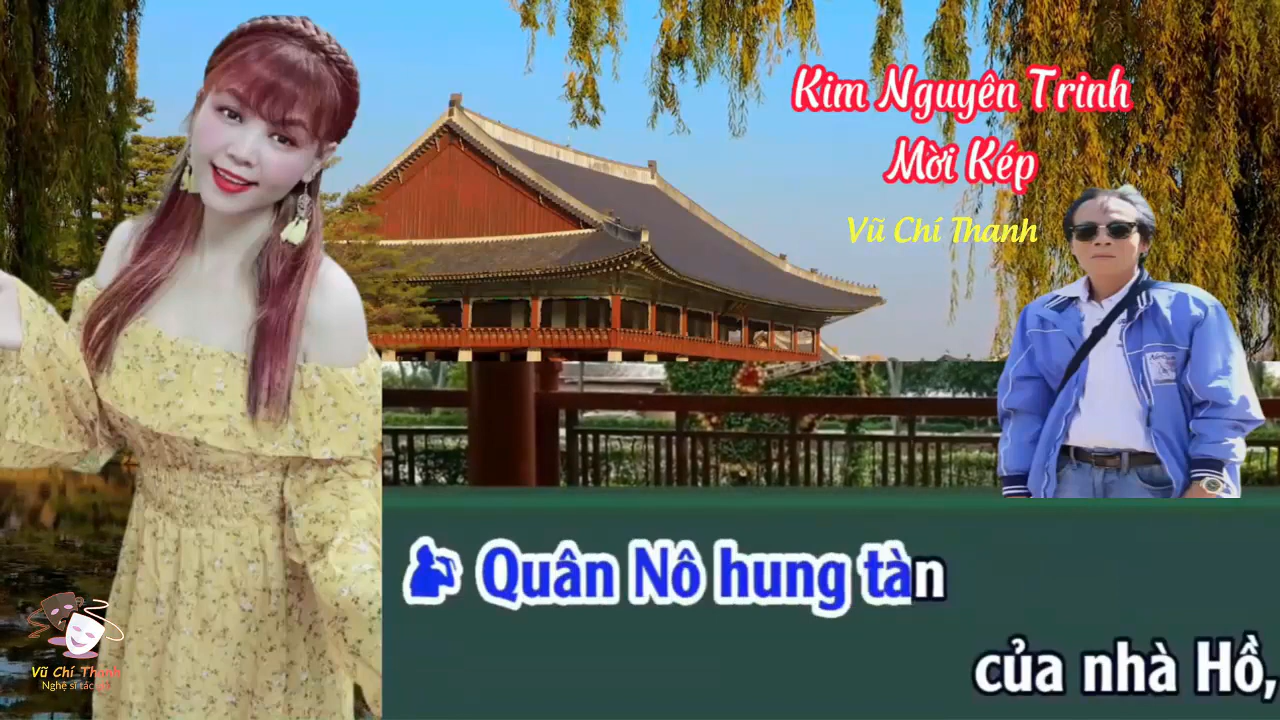 Kim Nguyên Trinh
Mời Kép
Vũ Chí Thanh
Quân Nô hung tàn
của nhà Hồ,
Vũ Chí Thanh